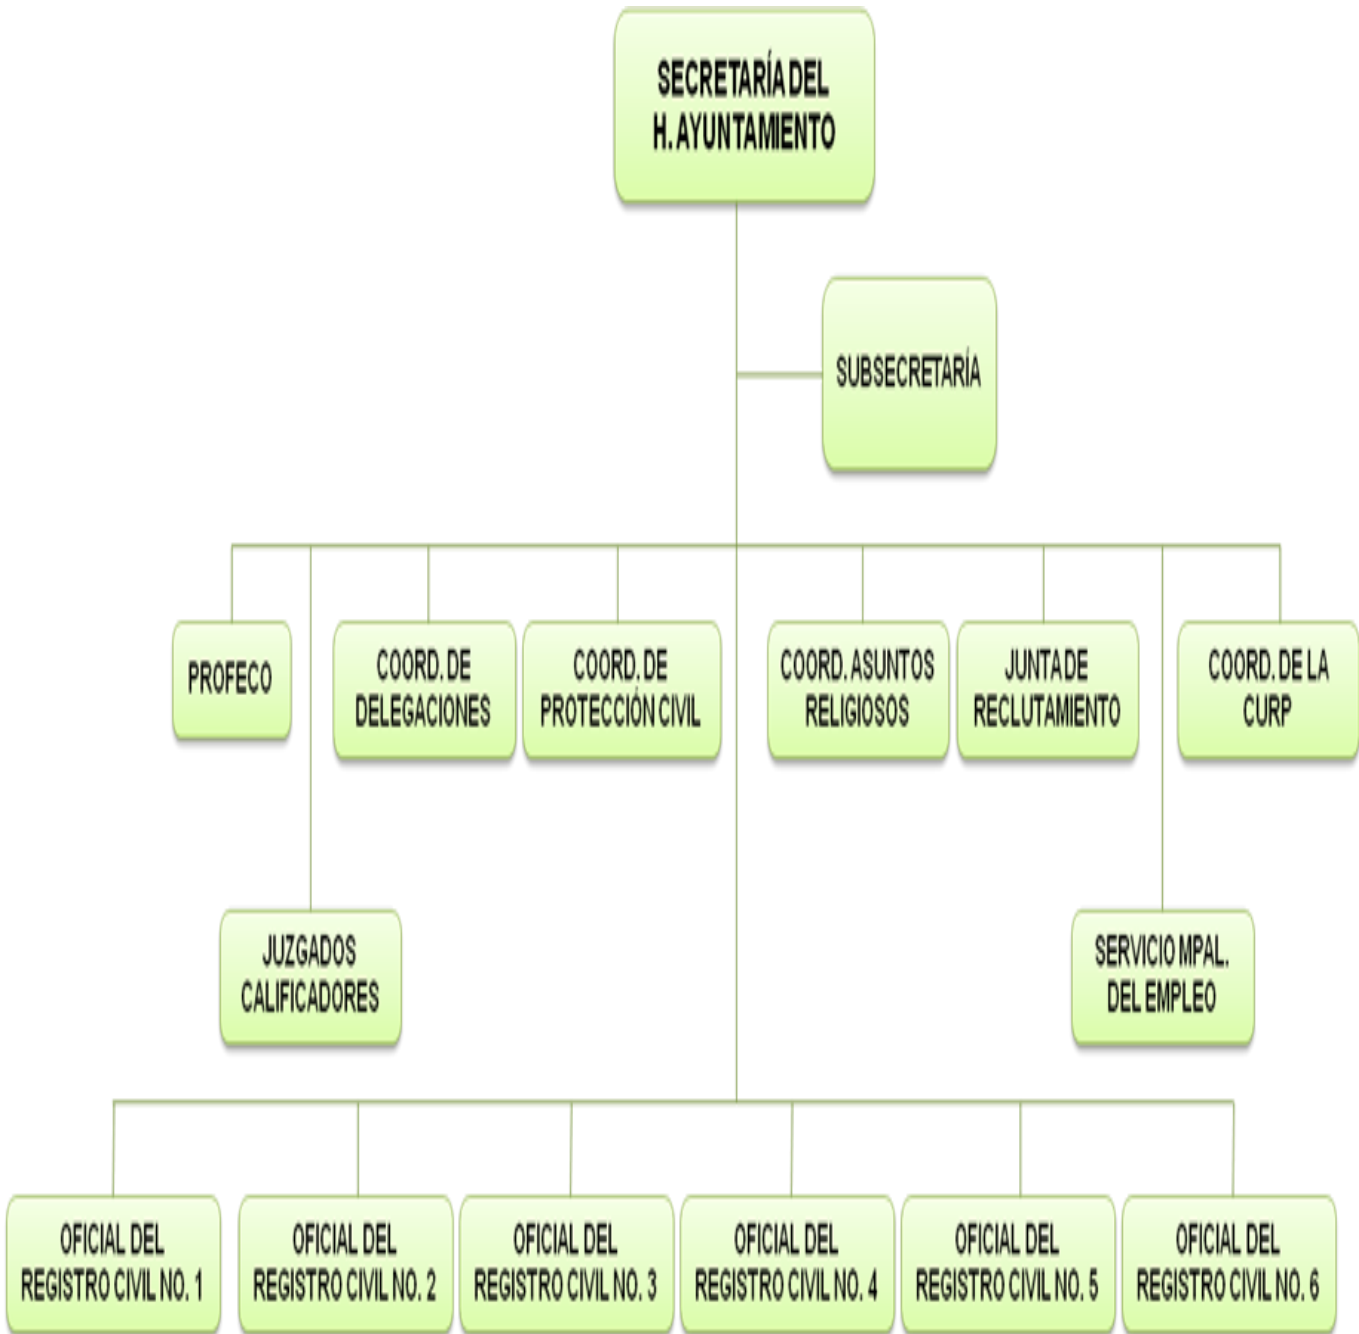 SECRETARÍA DEL
H. AYUNTAMIENTO
SUBSECRETARÍA
PROFECO
COORD. DE
DELEGACIONES
COORD. DE
PROTECCIÓN CIVIL
COORD. ASUNTOS
RELIGIOSOS
JUNTA DE
RECLUTAMIENTO
COORD. DE LA
CURP
JUZGADOS
CALIFICADORES
SERVICIO MPAL.
DEL EMPLEO
OFICIAL DEL
REGISTRO CIVIL NO. 1
OFICIAL DEL
REGISTRO CIVIL NO. 2
OFICIAL DEL
REGISTRO CIVIL NO. 3
OFICIAL DEL
REGISTRO CIVIL NO. 4
OFICIAL DEL
REGISTRO CIVIL NO. 5
OFICIAL DEL
REGISTRO CIVIL NO. 6